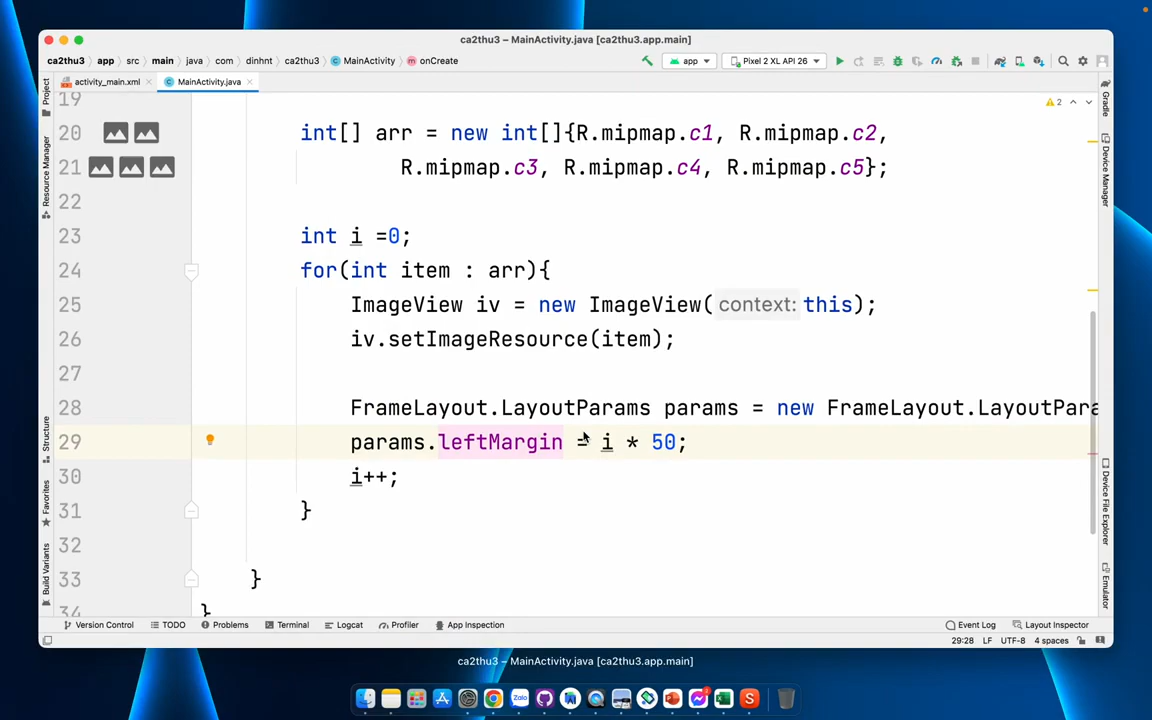 ca2thu3 – MainActivity.java [ca2thu3.app.main]
ca2thu3 app src main java com dinhnt ca2thu3 MainActivity onCreate
app Pixel 2 XL API 26
activity_main.xml MainActivity.java
2
19
20 int[] arr = new int[]{R.mipmap.c1, R.mipmap.c2,
21 R.mipmap.c3, R.mipmap.c4, R.mipmap.c5};
22
23 int i =0;
24 for(int item : arr){
25 ImageView iv = new ImageView( context: this);
26 iv.setImageResource(item);
27
28 FrameLayout.LayoutParams params = new FrameLayout.LayoutPara
29 params.leftMargin = i * 50;
30 i++;
31 }
32
33 }
34 }
Project
Resource Manager
Structure
Favorites
Build Variants
Gradle
Device Manager
Device File Explorer
Emulator
Version Control TODO Problems Terminal Logcat Profiler App Inspection Event Log Layout Inspector
29:28 LF UTF-8 4 spaces
ca2thu3 – MainActivity.java [ca2thu3.app.main]
Zalo